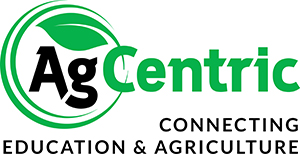 AgCentric
CONNECTING
EDUCATION & AGRICULTURE